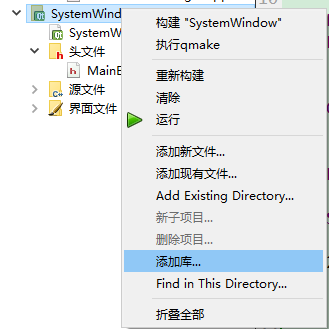 SystemWind
SystemW
头文件
MainE
源文件
界面文件
构建 "SystemWindow"
执行qmake
重新构建
清除
运行
添加新文件...
添加现有文件...
Add Existing Directory...
新子项目...
删除项目...
添加库...
Find in This Directory...
折叠全部